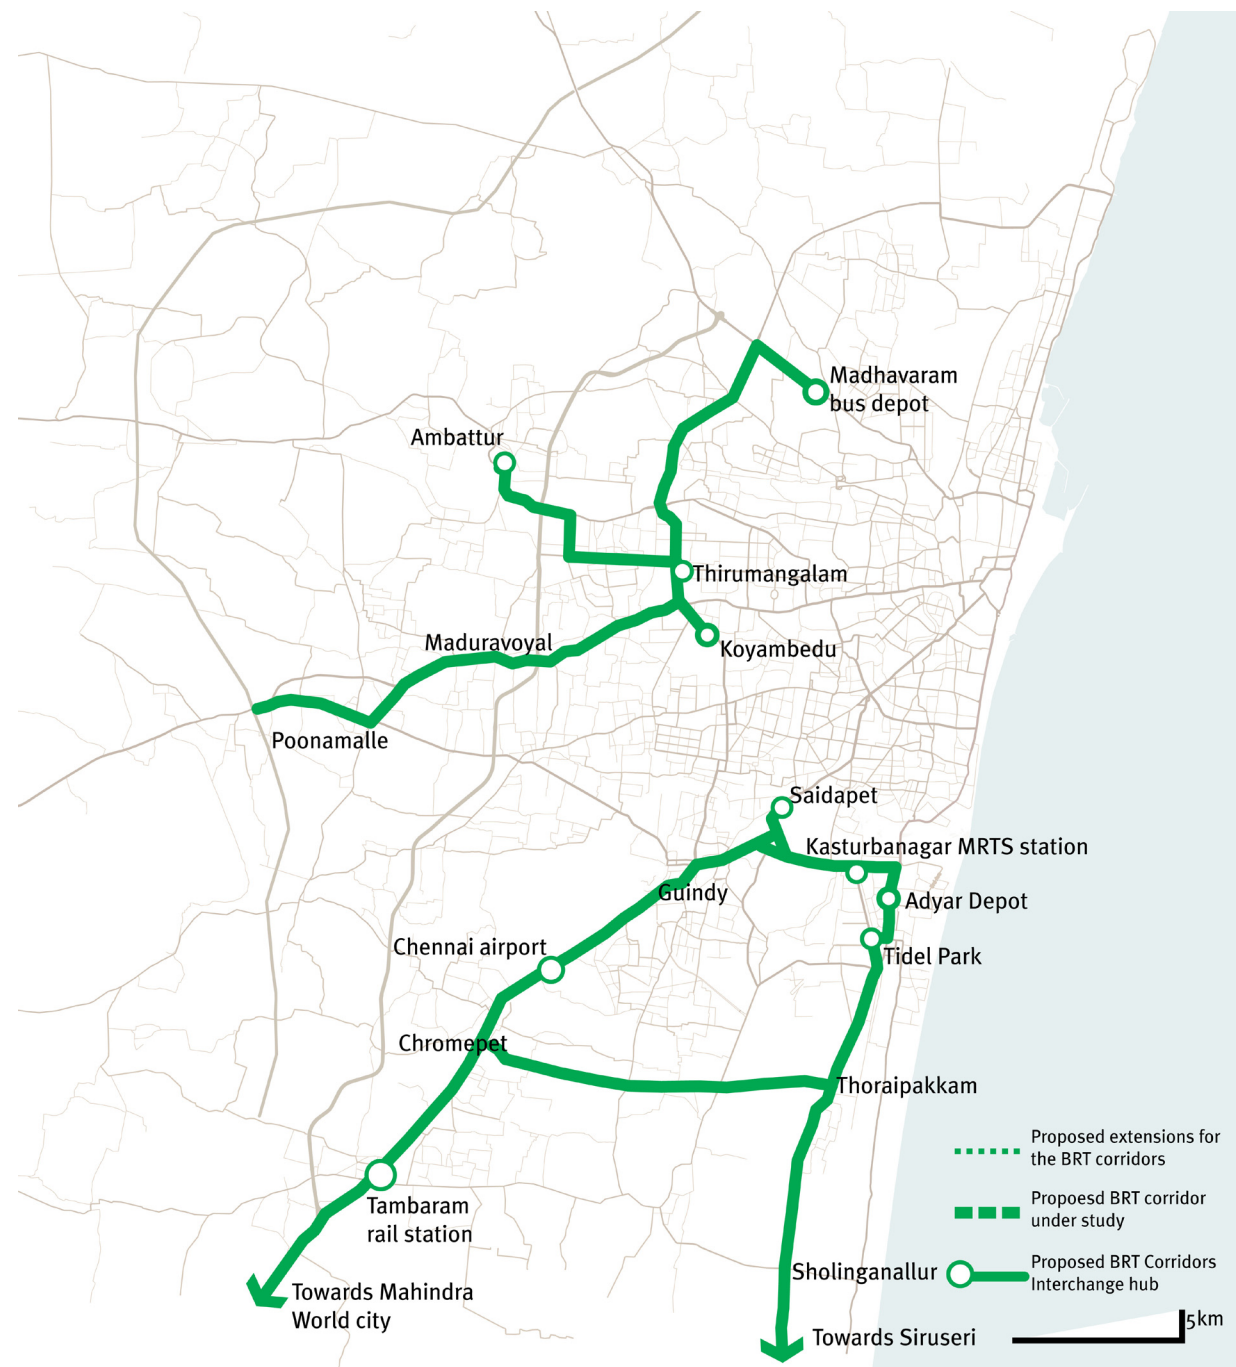 Madhavaram
bus depot
Ambattur
Thirumangalam
Maduravoyal
Koyambedu
Poonamalle
Saidapet
Kasturbanagar MRTS station
Guindy
Adyar Depot
Chennai airport
Tidel Park
Chromepet
Thoraipakkam
Proposed extensions for
the BRT corridors
Propoesd BRT corridor
under study
Tambaram
rail station
Sholinganallur
Proposed BRT Corridors
Interchange hub
Towards Mahindra
World city
5km
Towards Siruseri